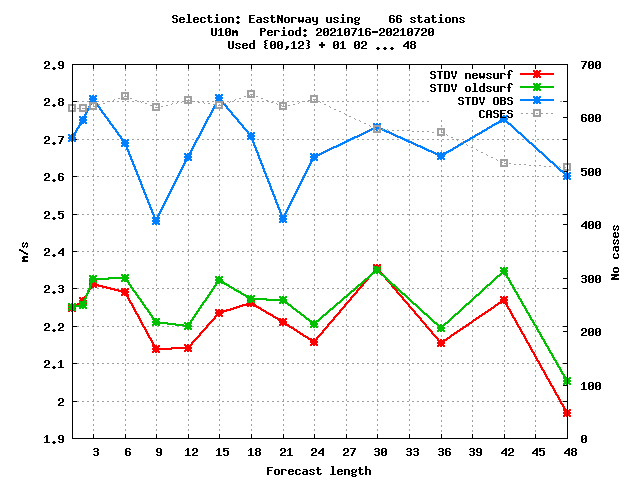 Selection: EastNorway using    66 stations
U10m   Period: 20210716-20210720
Used {00,12} + 01 02 ... 48
STDV newsurf
STDV oldsurf
STDV OBS
CASES
2.9
2.8
2.7
2.6
2.5
2.4
2.3
2.2
2.1
2
1.9
m/s
700
600
500
400
300
200
100
0
No cases
3 6 9 12 15 18 21 24 27 30 33 36 39 42 45 48
Forecast length